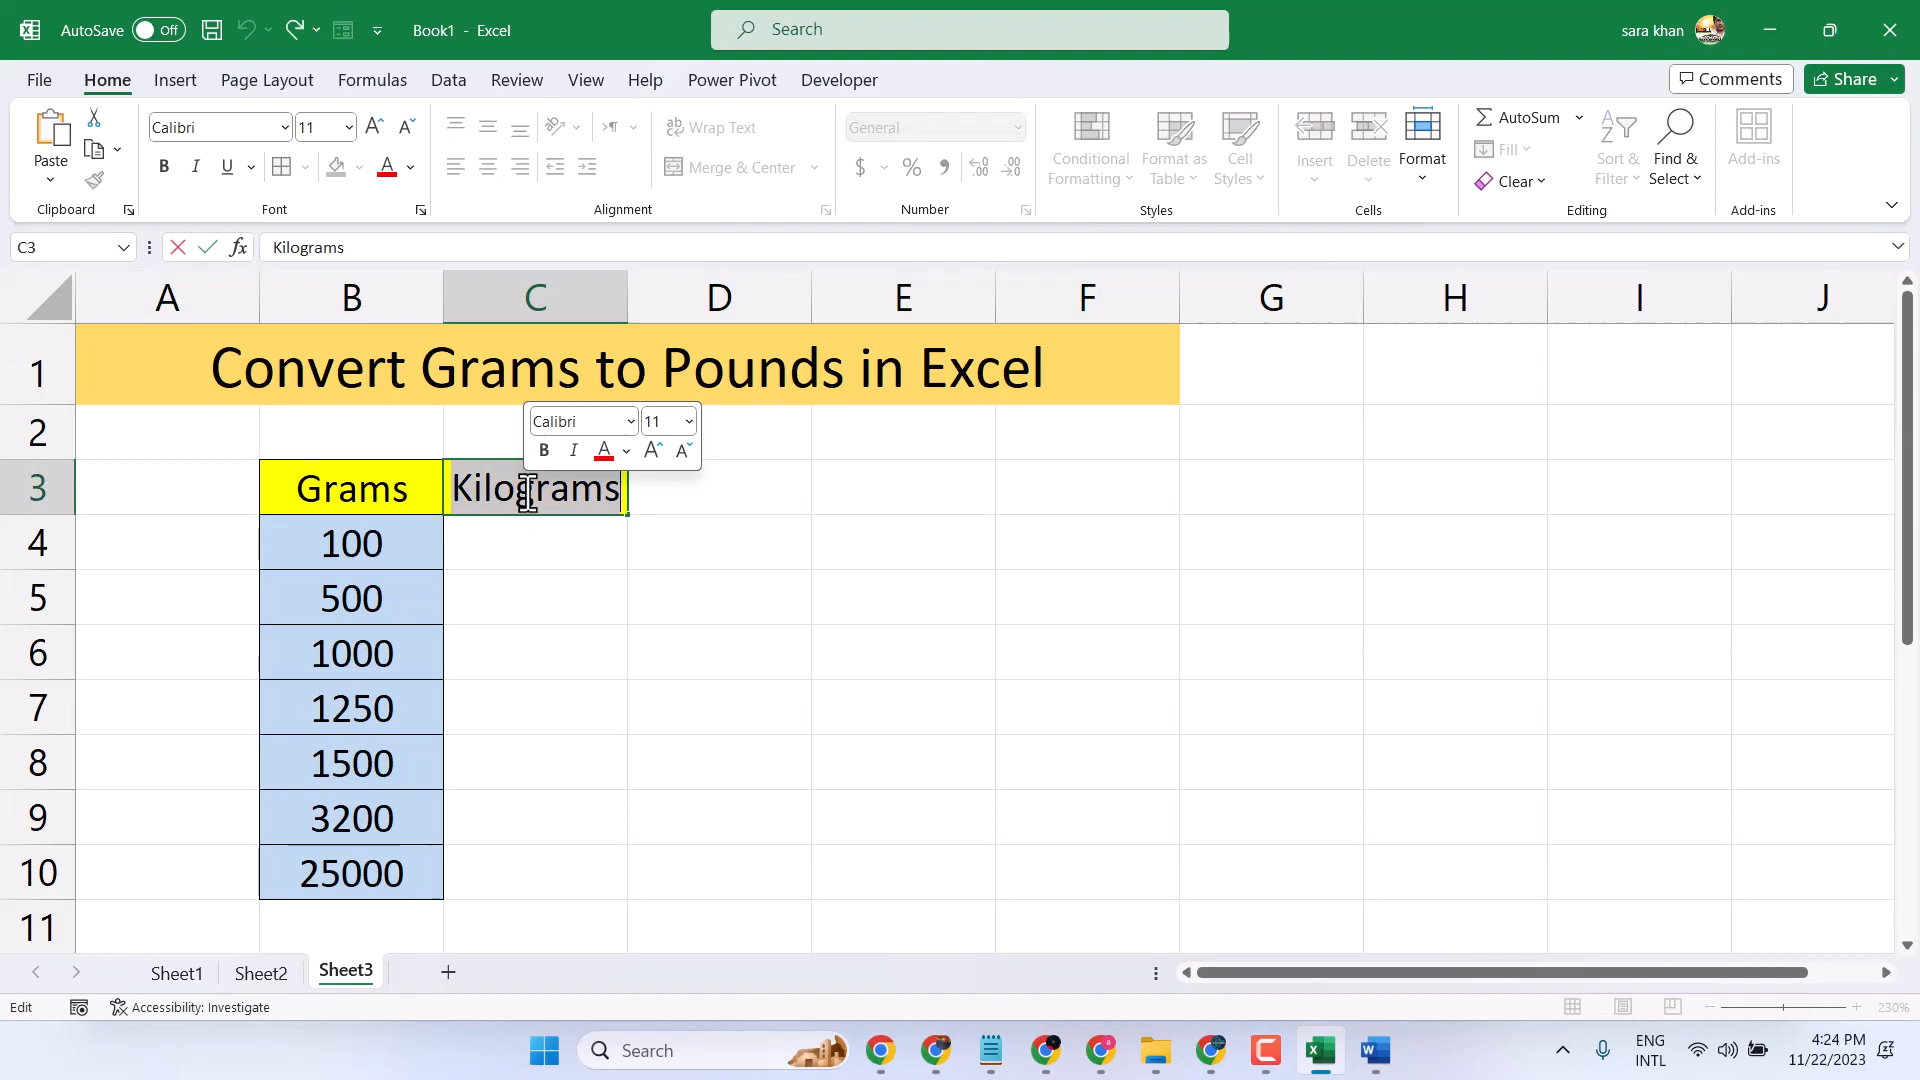 AutoSave Off Book1 - Excel Search sara khan
File Home Insert Page Layout Formulas Data Review View Help Power Pivot Developer Comments Share
Paste Calibri 11 Wrap Text General Conditional Formatting Format as Table Cell Styles Insert Delete Format AutoSum Fill Clear Sort & Filter Find & Select Add-ins
B I U A Merge & Center $ %
Clipboard Font Alignment Number Styles Cells Editing Add-ins
C3 fx Kilograms
A B C D E F G H I J
1 Convert Grams to Pounds in Excel
Calibri 11
B I A A A
2
3 Grams Kilograms
4 100
5 500
6 1000
7 1250
8 1500
9 3200
10 25000
11
Sheet1 Sheet2 Sheet3
Edit Accessibility: Investigate 230%
Search ENG INTL 4:24 PM 11/22/2023